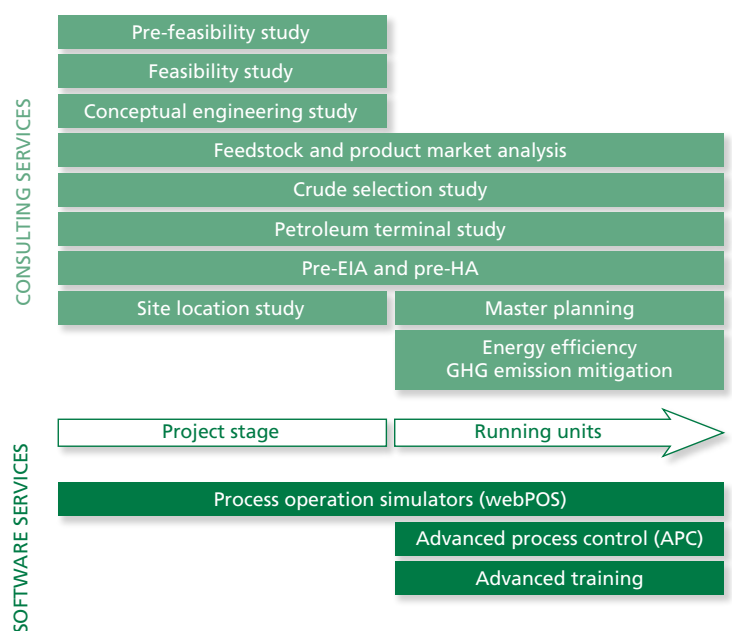 CONSULTING SERVICES
Pre-feasibility study
Feasibility study
Conceptual engineering study
Feedstock and product market analysis
Crude selection study
Petroleum terminal study
Pre-EIA and pre-HA
Site location study
Master planning
Energy efficiency
GHG emission mitigation
Project stage
Running units
SOFTWARE SERVICES
Process operation simulators (webPOS)
Advanced process control (APC)
Advanced training